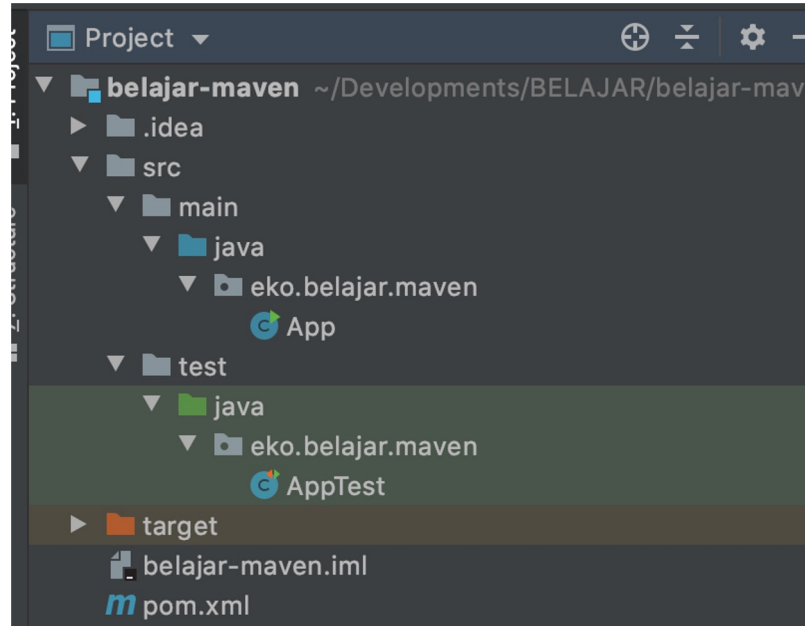 Project
belajar-maven ~/Developments/BELAJAR/belajar-mav
.idea
src
main
java
eko.belajar.maven
App
test
java
eko.belajar.maven
AppTest
target
belajar-maven.iml
pom.xml